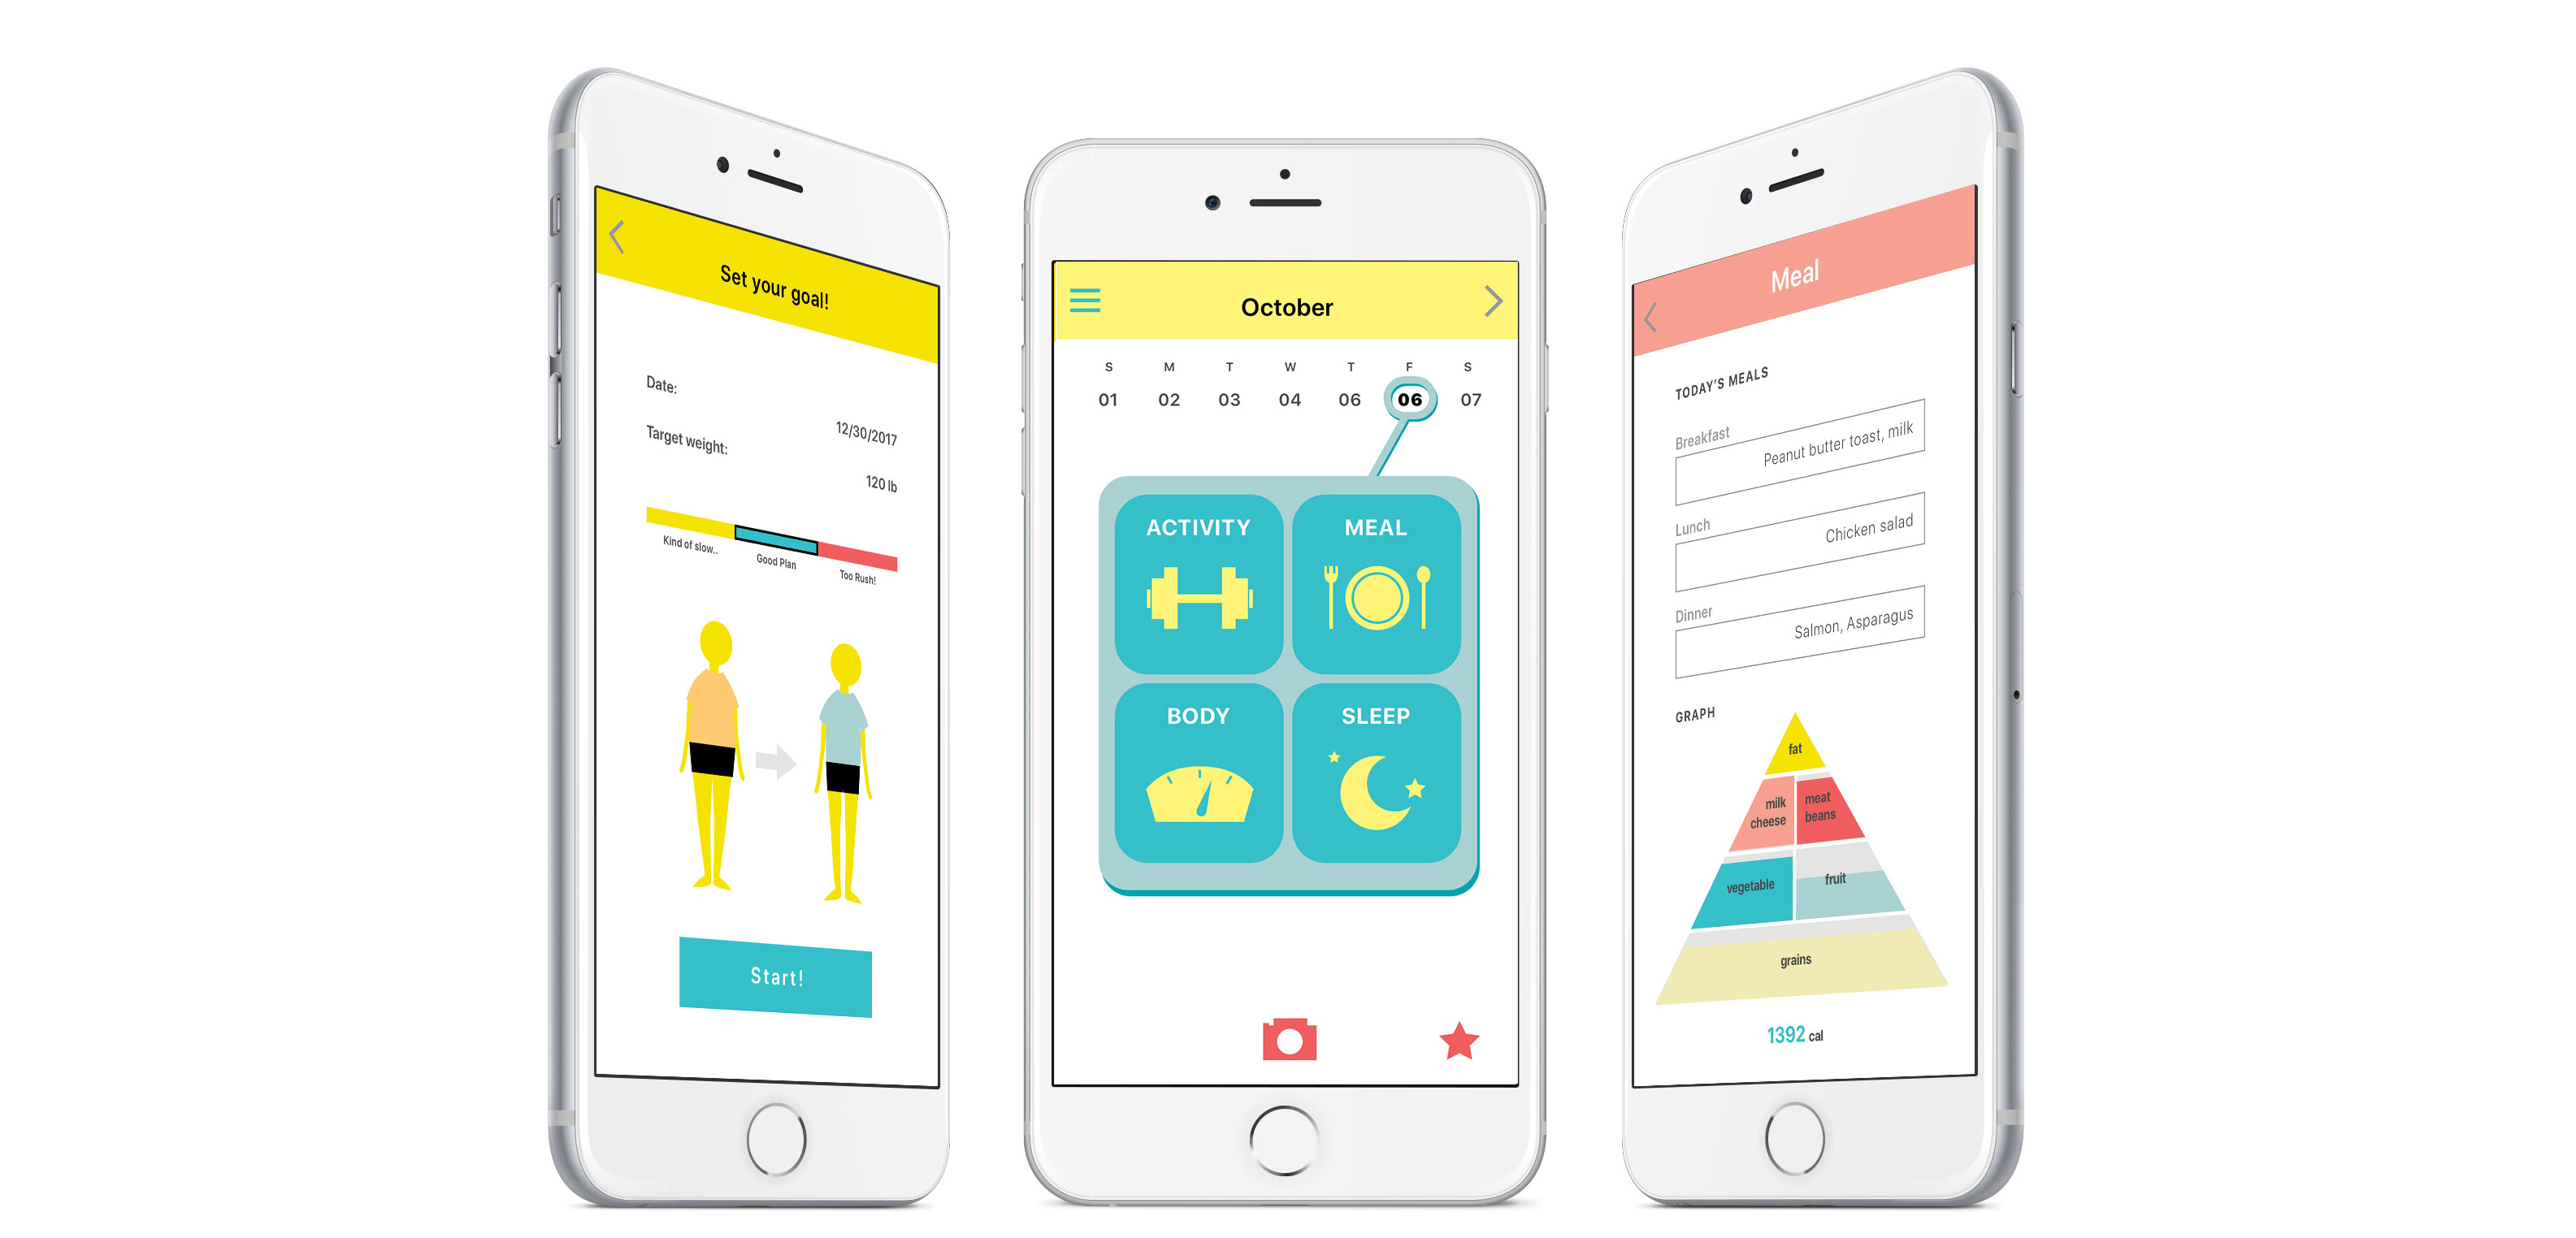 Set your goal!
Date:
12/30/2017
Target weight:
120 lb
Kind of slow..
Good Plan
Too Rush!
Start!
October
S M T W T F S
01 02 03 04 06 06 07
ACTIVITY
MEAL
BODY
SLEEP
Meal
TODAY'S MEALS
Breakfast
Peanut butter toast, milk
Lunch
Chicken salad
Dinner
Salmon, Asparagus
GRAPH
fat
milk
cheese
meat
beans
vegetable
fruit
grains
1392 cal